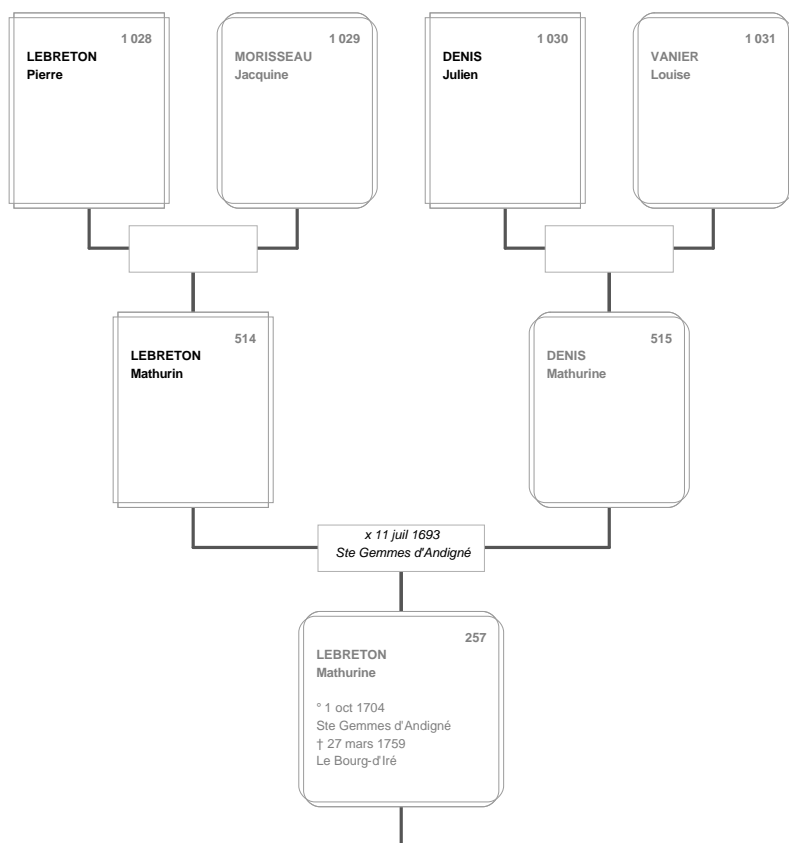 1 028
LEBRETON
Pierre
1 029
MORISSEAU
Jacquine
1 030
DENIS
Julien
1 031
VANIER
Louise
514
LEBRETON
Mathurin
515
DENIS
Mathurine
x 11 juil 1693
Ste Gemmes d'Andigné
257
LEBRETON
Mathurine
° 1 oct 1704
Ste Gemmes d'Andigné
† 27 mars 1759
Le Bourg-d'Iré